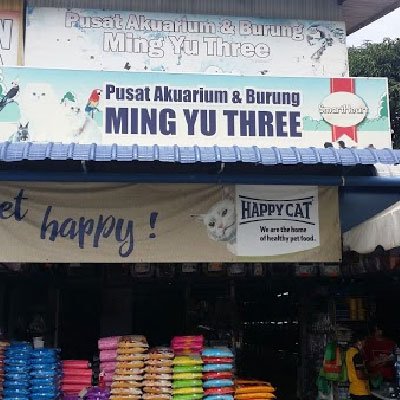 Pusat Akuarium & Burung
Ming Yu Three
Pusat Akuarium & Burung
MING YU THREE
SmartHeart
et happy !
HAPPY CAT
We are the home
of healthy pet food.